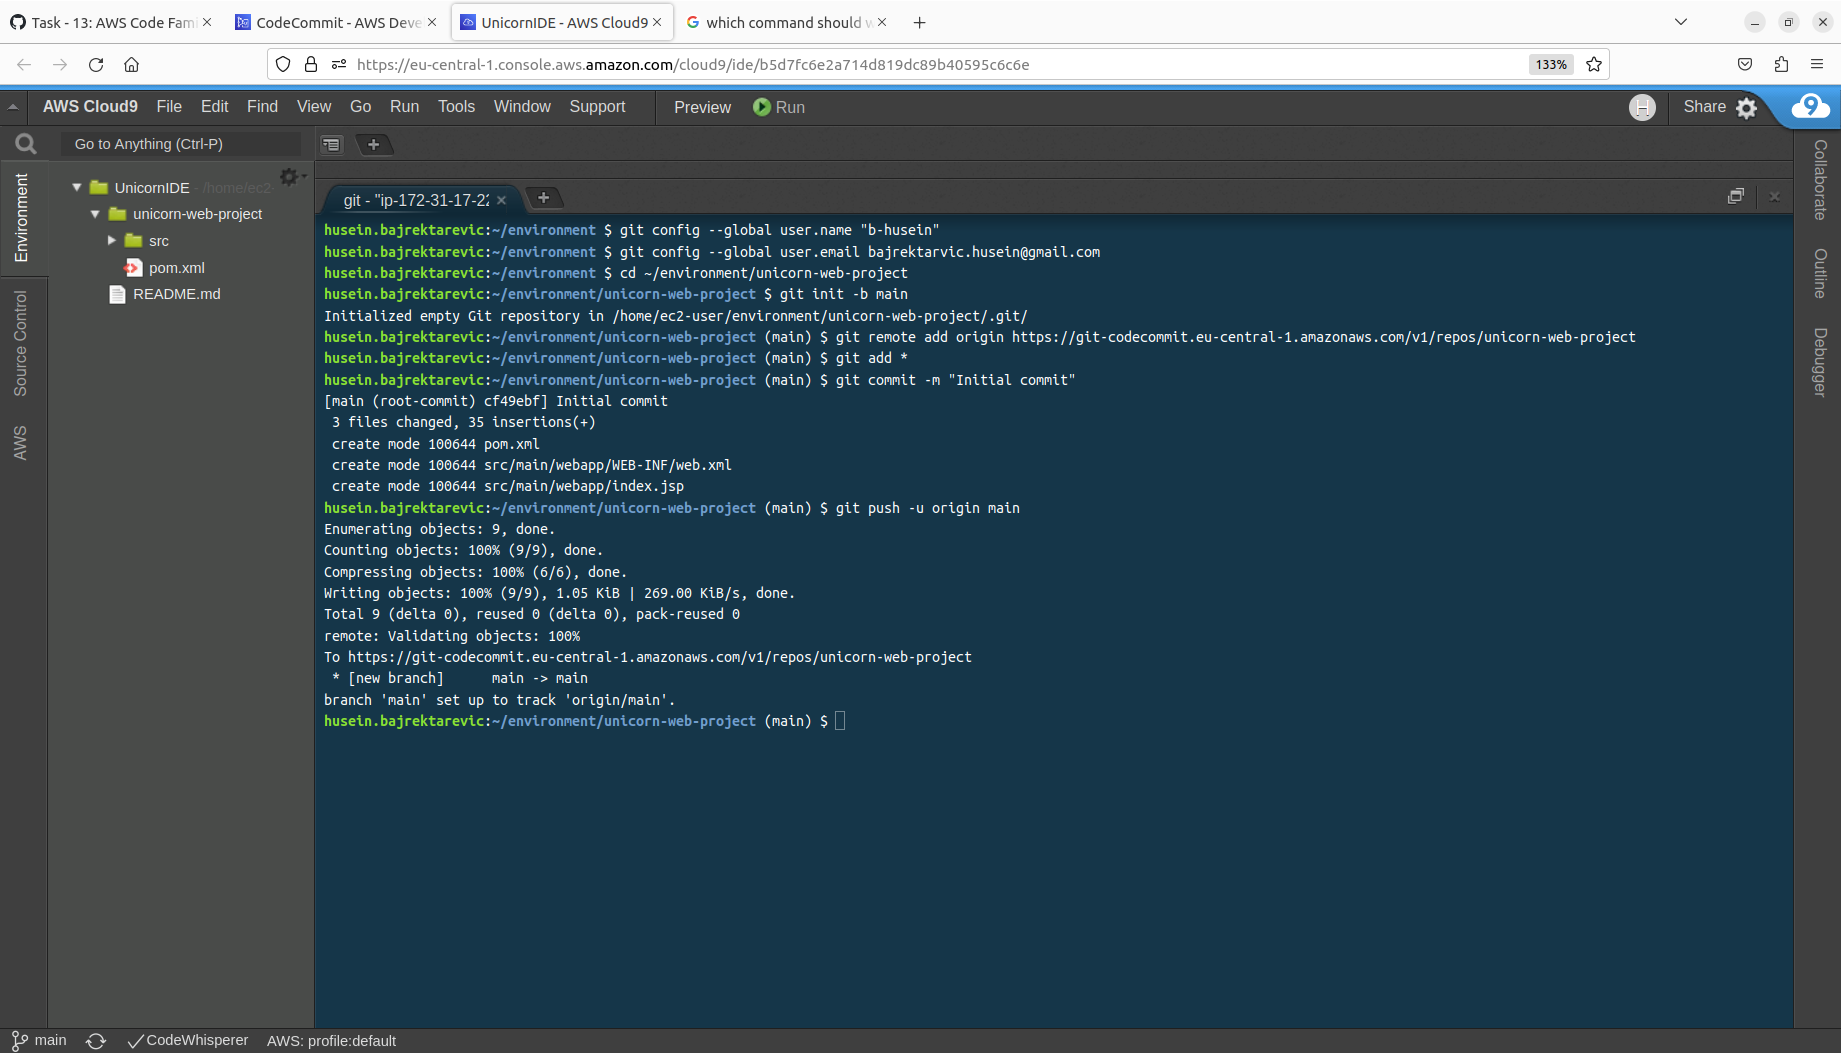 Task - 13: AWS Code Fam
CodeCommit - AWS Deve
UnicornIDE - AWS Cloud9
which command should
https://eu-central-1.console.aws.amazon.com/cloud9/ide/b5d7fc6e2a714d819dc89b40595c6c6e
133%
AWS Cloud9 File Edit Find View Go Run Tools Window Support Preview Run H Share 9
Go to Anything (Ctrl-P)
Environment
Source Control
AWS
UnicornIDE - /home/ec2-
unicorn-web-project
src
pom.xml
README.md
git - "ip-172-31-17-22
husein.bajrektarevic:~/environment $ git config --global user.name "b-husein"
husein.bajrektarevic:~/environment $ git config --global user.email bajrektarvic.husein@gmail.com
husein.bajrektarevic:~/environment $ cd ~/environment/unicorn-web-project
husein.bajrektarevic:~/environment/unicorn-web-project $ git init -b main
Initialized empty Git repository in /home/ec2-user/environment/unicorn-web-project/.git/
husein.bajrektarevic:~/environment/unicorn-web-project (main) $ git remote add origin https://git-codecommit.eu-central-1.amazonaws.com/v1/repos/unicorn-web-project
husein.bajrektarevic:~/environment/unicorn-web-project (main) $ git add *
husein.bajrektarevic:~/environment/unicorn-web-project (main) $ git commit -m "Initial commit"
[main (root-commit) cf49ebf] Initial commit
 3 files changed, 35 insertions(+)
 create mode 100644 pom.xml
 create mode 100644 src/main/webapp/WEB-INF/web.xml
 create mode 100644 src/main/webapp/index.jsp
husein.bajrektarevic:~/environment/unicorn-web-project (main) $ git push -u origin main
Enumerating objects: 9, done.
Counting objects: 100% (9/9), done.
Compressing objects: 100% (6/6), done.
Writing objects: 100% (9/9), 1.05 KiB | 269.00 KiB/s, done.
Total 9 (delta 0), reused 0 (delta 0), pack-reused 0
remote: Validating objects: 100%
To https://git-codecommit.eu-central-1.amazonaws.com/v1/repos/unicorn-web-project
 * [new branch]      main -> main
branch 'main' set up to track 'origin/main'.
husein.bajrektarevic:~/environment/unicorn-web-project (main) $
Collaborate
Outline
Debugger
main CodeWhisperer AWS: profile:default